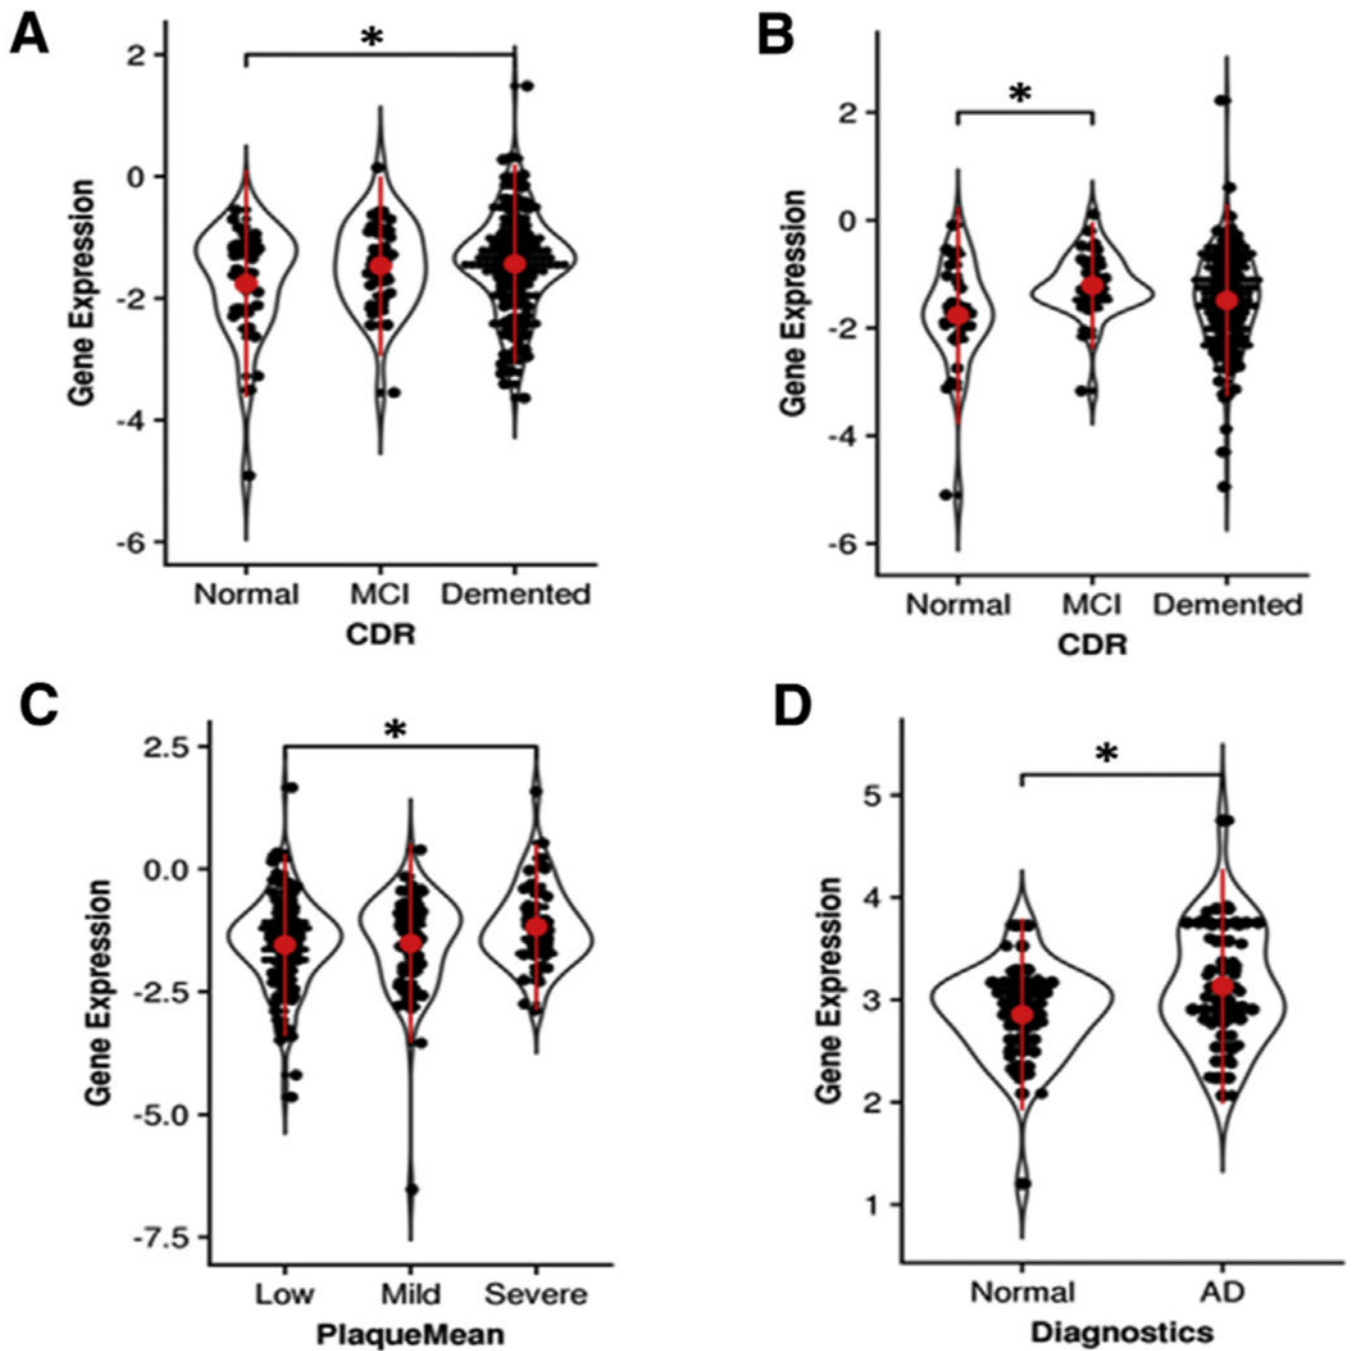 A
*
2
0
-2
-4
-6
Gene Expression
Normal MCI Demented
CDR
B
*
2
0
-2
-4
-6
Gene Expression
Normal MCI Demented
CDR
C
*
2.5
0.0
-2.5
-5.0
-7.5
Gene Expression
Low Mild Severe
PlaqueMean
D
*
5
4
3
2
1
Gene Expression
Normal AD
Diagnostics